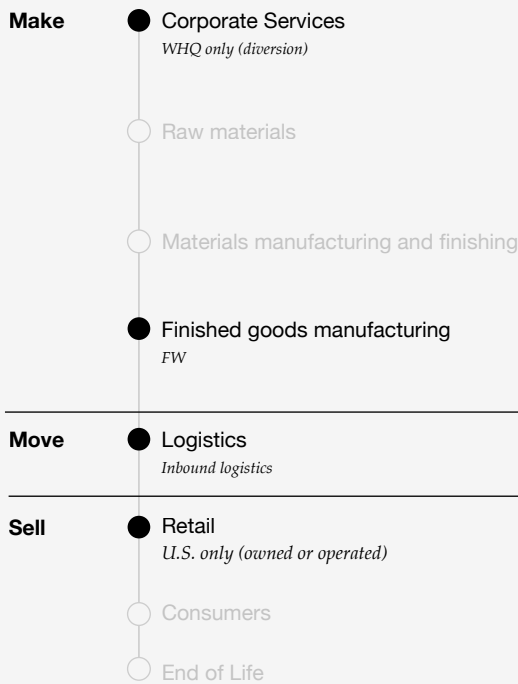 Make
Corporate Services
WHQ only (diversion)
Raw materials
Materials manufacturing and finishing
Finished goods manufacturing
FW
Move
Logistics
Inbound logistics
Sell
Retail
U.S. only (owned or operated)
Consumers
End of Life